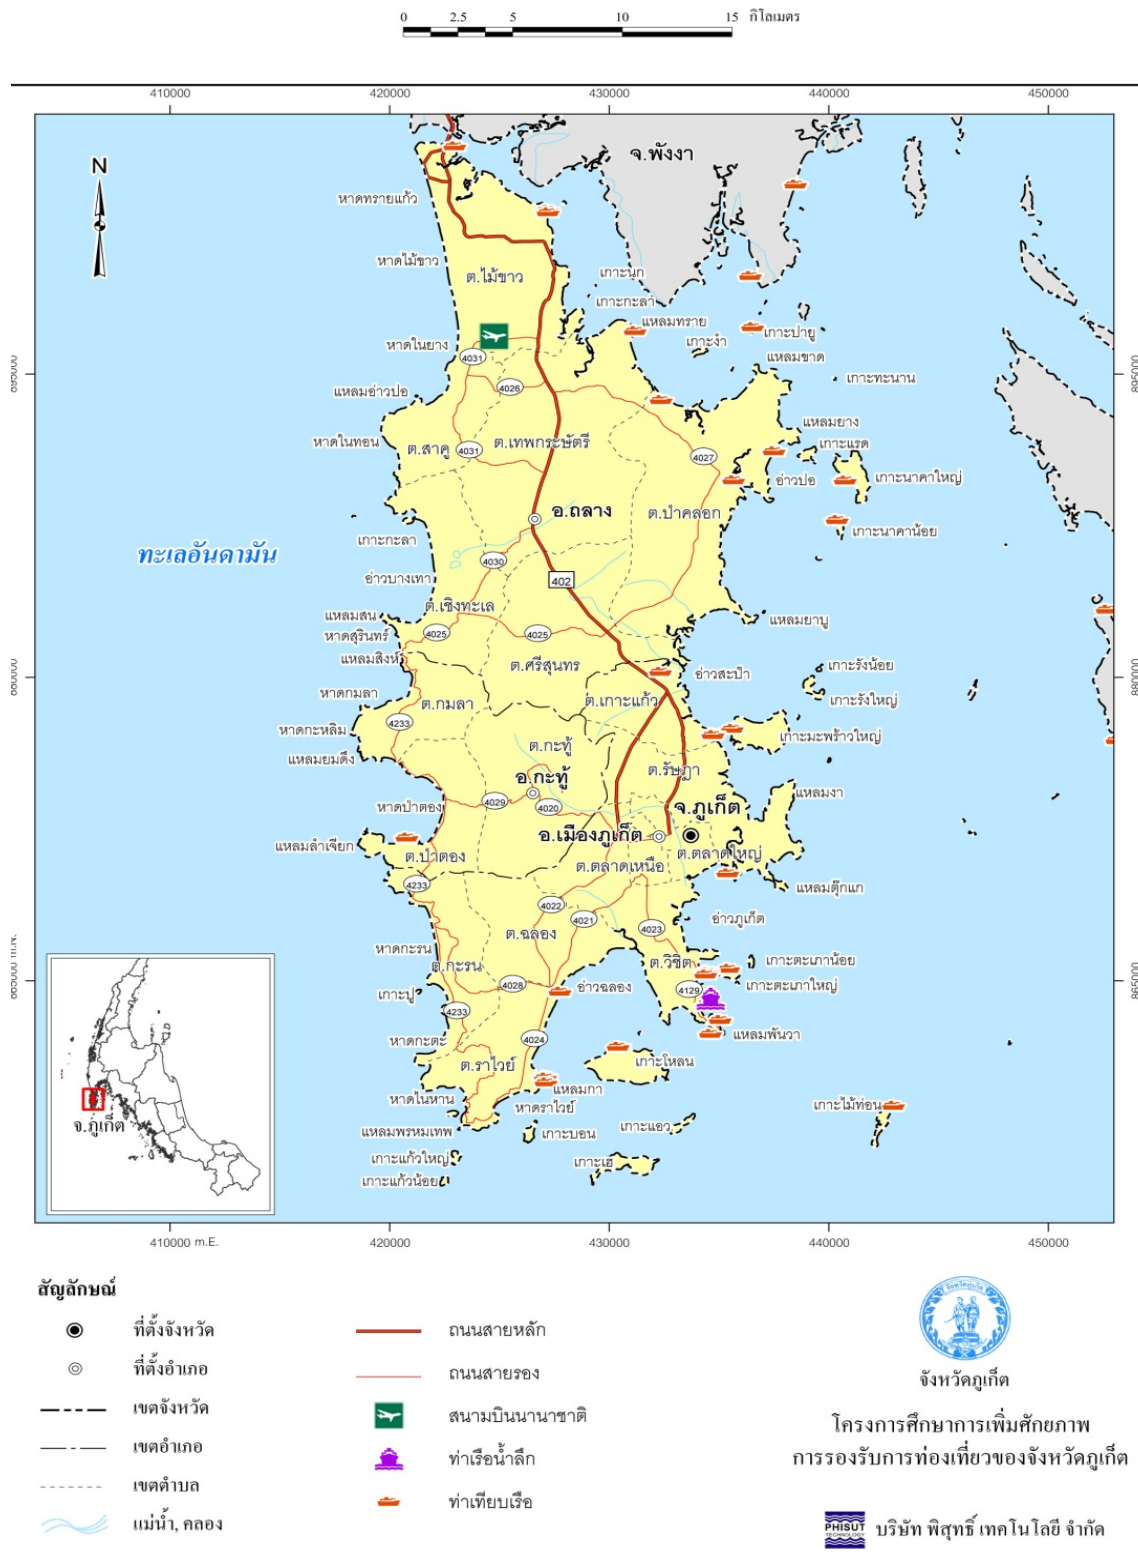 0 2.5 5 10 15 กิโลเมตร
410000 420000 430000 440000 450000
N
จ.พังงา
หาดทรายแก้ว
หาดไม้ขาว
ต.ไม้ขาว
เกาะนก
เกาะกะลา
แหลมทราย
เกาะปายู
เกาะงำ
แหลมขาด
หาดในยาง
4031
4026
เกาะทะนาน
แหลมอ่าวปอ
แหลมยาง
หาดในทอน
ต.สาคู
4031
ต.เทพกระษัตรี
4027
เกาะแรด
อ่าวปอ
เกาะนาคาใหญ่
อ.ถลาง
ต.ป่าคลอก
เกาะนาคาน้อย
เกาะกะลา
ทะเลอันดามัน
4030
402
อ่าวบางเทา
ต.เชิงทะเล
แหลมสน
หาดสุรินทร์
4025
4025
แหลมยาบู
แหลมสิงห์
ต.ศรีสุนทร
อ่าวสะปำ
เกาะรังน้อย
หาดกมลา
ต.กมลา
ต.เกาะแก้ว
เกาะรังใหญ่
4233
หาดกะหลิม
ต.กะทู้
เกาะมะพร้าวใหญ่
แหลมยมดึง
อ.กะทู้
ต.รัษฎา
หาดป่าตอง
4029
4020
จ.ภูเก็ต
แหลมงา
อ.เมืองภูเก็ต
แหลมลำเจียก
ต.ป่าตอง
ต.ตลาดเหนือ
ต.ตลาดใหญ่
4233
แหลมตุ๊กแก
4022
4021
4023
อ่าวภูเก็ต
ต.ฉลอง
หาดกะรน
ต.กะรน
ต.วิชิต
เกาะตะเภาน้อย
เกาะปู
4028
อ่าวฉลอง
4129
เกาะตะเภาใหญ่
4233
หาดกะตะ
4024
แหลมพันวา
ต.ราไวย์
เกาะโหลน
แหลมกา
หาดในหาน
หาดราไวย์
เกาะไม้ท่อน
แหลมพรหมเทพ
เกาะบอน
เกาะแอว
เกาะแก้วใหญ่
เกาะเฮ
เกาะแก้วน้อย
จ.ภูเก็ต
895000 895000
880000 880000
865000 865000
410000 m.E. 420000 430000 440000 450000
สัญลักษณ์
ที่ตั้งจังหวัด
ที่ตั้งอำเภอ
เขตจังหวัด
เขตอำเภอ
เขตตำบล
แม่น้ำ, คลอง
ถนนสายหลัก
ถนนสายรอง
สนามบินนานาชาติ
ท่าเรือน้ำลึก
ท่าเทียบเรือ
จังหวัดภูเก็ต
โครงการศึกษาการเพิ่มศักยภาพ
การรองรับการท่องเที่ยวของจังหวัดภูเก็ต
PHISUT
TECHNOLOGY
บริษัท พิสุทธิ์ เทคโนโลยี จำกัด